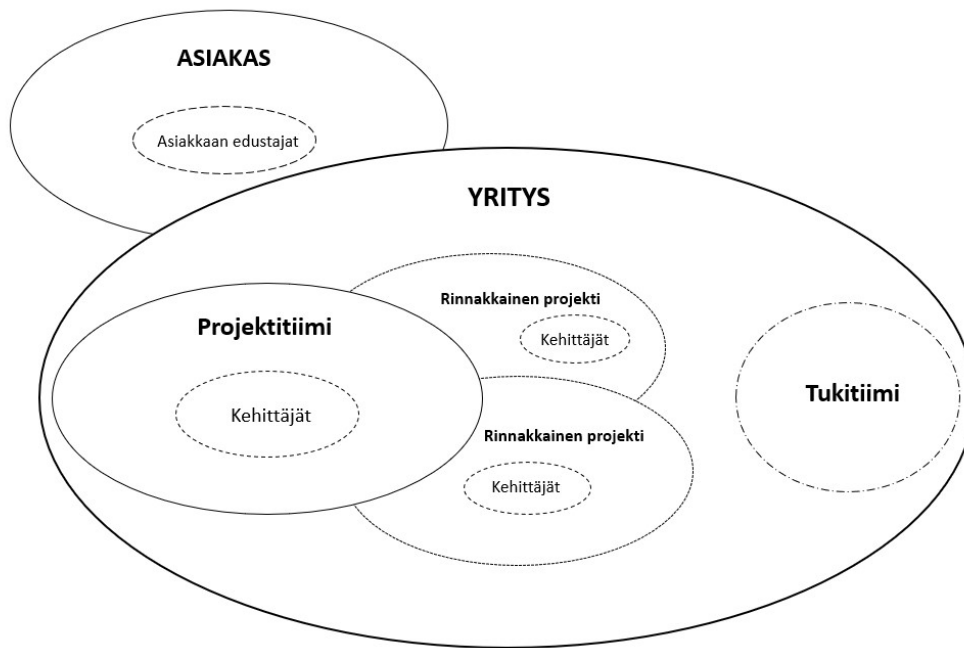 ASIAKAS
Asiakkaan edustajat
YRITYS
Rinnakkainen projekti
Kehittäjät
Projektitiimi
Kehittäjät
Tukitiimi
Rinnakkainen projekti
Kehittäjät